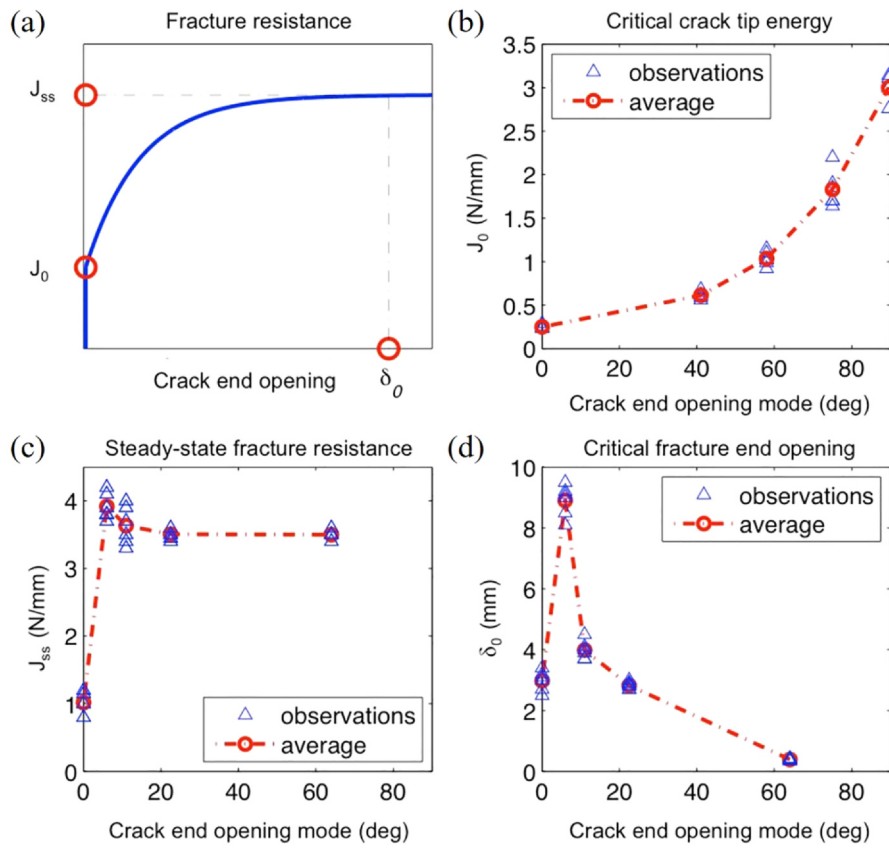 (a)
Fracture resistance
J_ss
J_0
Crack end opening
δ_0
(b)
Critical crack tip energy
3.5
3
2.5
2
1.5
1
0.5
0
J_0 (N/mm)
observations
average
0 20 40 60 80
Crack end opening mode (deg)
(c)
Steady-state fracture resistance
4
3
2
1
0
J_ss (N/mm)
observations
average
0 20 40 60 80
Crack end opening mode (deg)
(d)
Critical fracture end opening
10
8
6
4
2
0
δ_0 (mm)
observations
average
0 20 40 60 80
Crack end opening mode (deg)